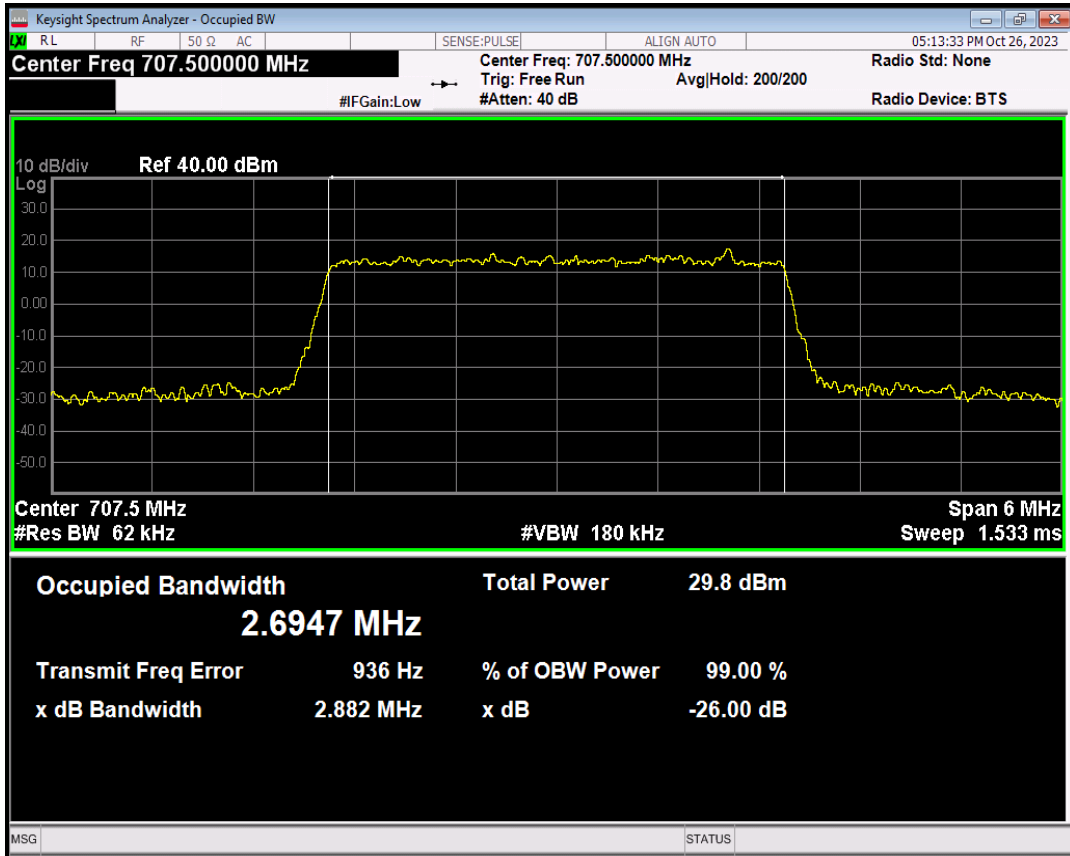 Keysight Spectrum Analyzer - Occupied BW
LXI RL RF 50 Ω AC SENSE:PULSE ALIGN AUTO 05:13:33 PM Oct 26, 2023
Center Freq 707.500000 MHz
Center Freq: 707.500000 MHz
Radio Std: None
Trig: Free Run Avg|Hold: 200/200
#IFGain:Low
#Atten: 40 dB
Radio Device: BTS
10 dB/div Ref 40.00 dBm
Log
30.0
20.0
10.0
0.00
-10.0
-20.0
-30.0
-40.0
-50.0
Center 707.5 MHz Span 6 MHz
#Res BW 62 kHz #VBW 180 kHz Sweep 1.533 ms
Occupied Bandwidth Total Power 29.8 dBm
2.6947 MHz
Transmit Freq Error 936 Hz % of OBW Power 99.00 %
x dB Bandwidth 2.882 MHz x dB -26.00 dB
MSG STATUS